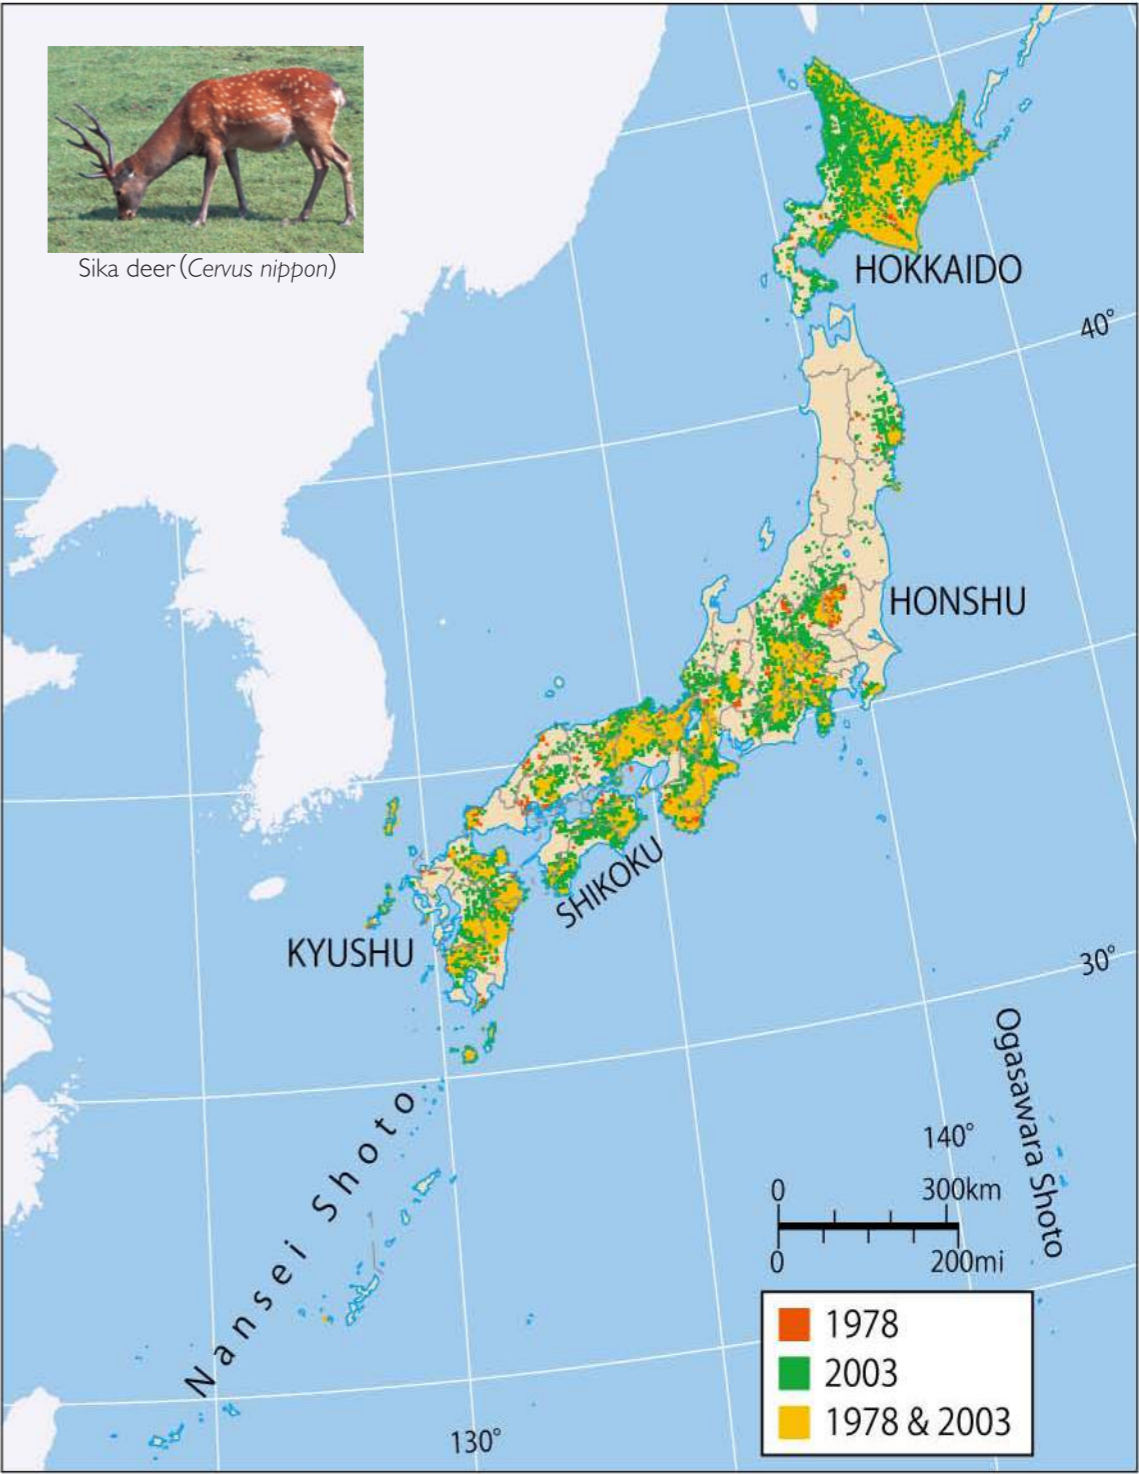 Sika deer (Cervus nippon)
HOKKAIDO
40°
HONSHU
SHIKOKU
KYUSHU
30°
Ogasawara Shoto
Nansei Shoto
140°
0 300km
0 200mi
130°
1978
2003
1978 & 2003